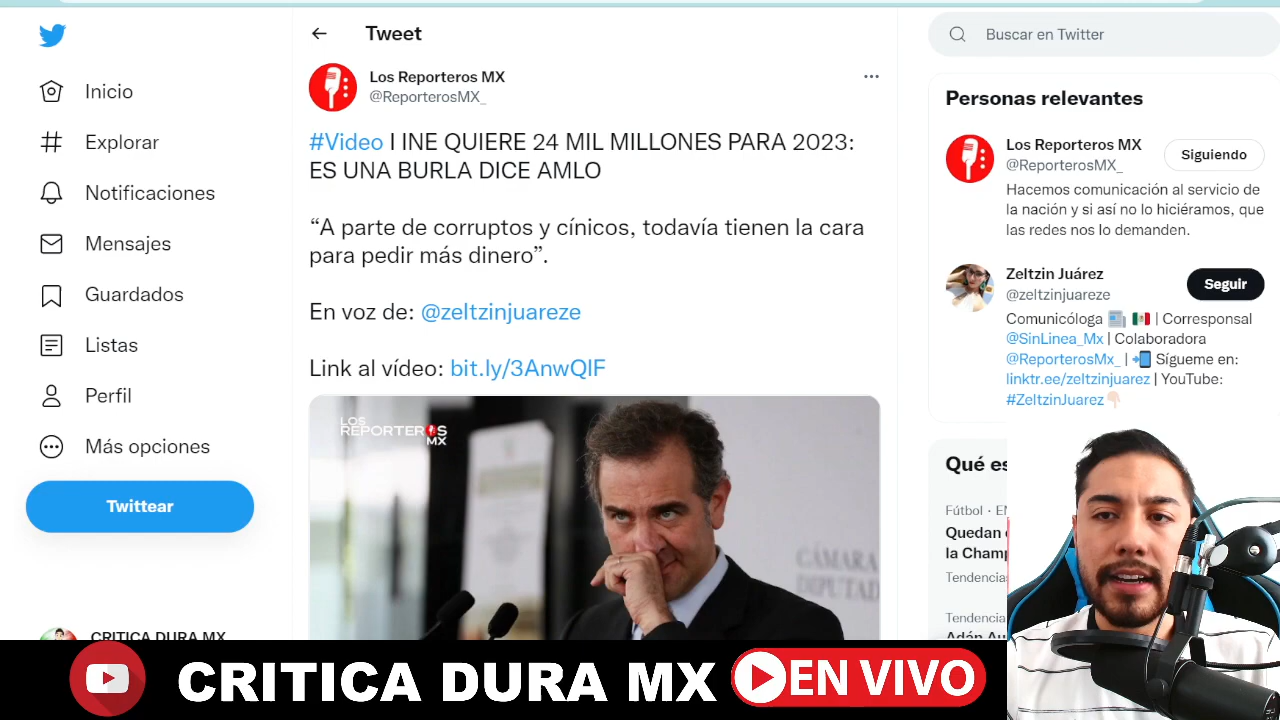 Tweet
Buscar en Twitter
Inicio
Explorar
Notificaciones
Mensajes
Guardados
Listas
Perfil
Más opciones
Twittear
CRITICA DURA MX
Los Reporteros MX
@ReporterosMX_
#Video I INE QUIERE 24 MIL MILLONES PARA 2023:
ES UNA BURLA DICE AMLO
“A parte de corruptos y cínicos, todavía tienen la cara
para pedir más dinero”.
En voz de: @zeltzinjuareze
Link al vídeo: bit.ly/3AnwQlF
LOS
REPORTEROS
MX
CÁMARA
DIPUTAD
Personas relevantes
Los Reporteros MX
@ReporterosMX_
Siguiendo
Hacemos comunicación al servicio de
la nación y si así no lo hiciéramos, que
las redes nos lo demanden.
Zeltzin Juárez
@zeltzinjuareze
Seguir
Comunicóloga | Corresponsal
@SinLinea_Mx | Colaboradora
@ReporterosMx_ | Sígueme en:
linktr.ee/zeltzinjuarez | YouTube:
#ZeltzinJuarez
Qué es
Fútbol · E
Quedan
la Champ
Tendencia
Tendencia
Adán Au
CRITICA DURA MX EN VIVO